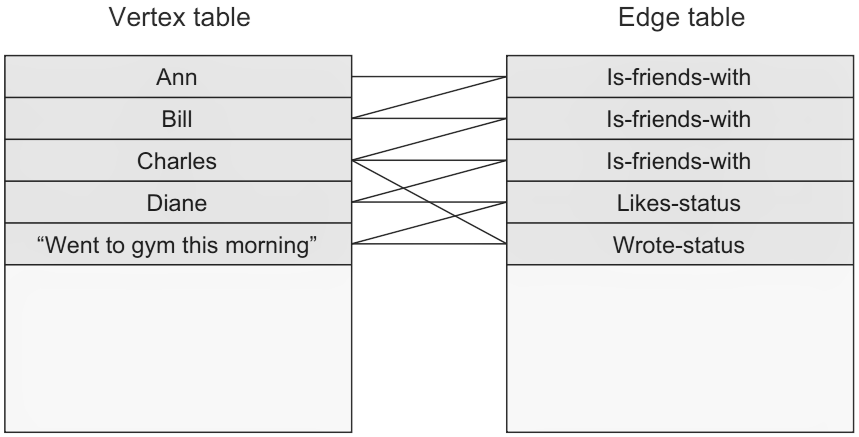 Vertex table
Edge table
Ann
Is-friends-with
Bill
Is-friends-with
Charles
Is-friends-with
Diane
Likes-status
“Went to gym this morning”
Wrote-status